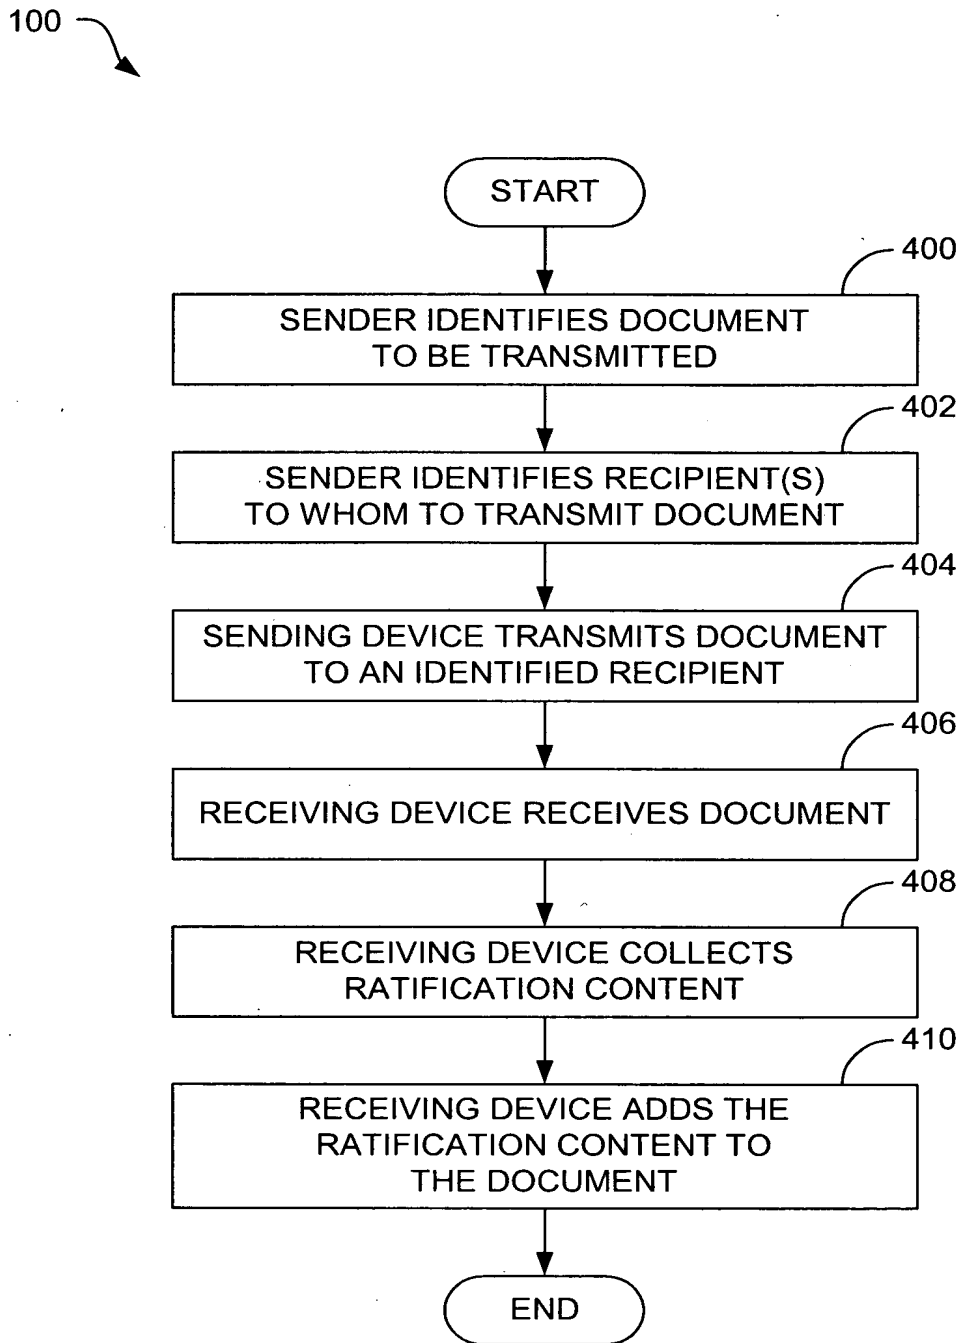 100
START
400
SENDER IDENTIFIES DOCUMENT
TO BE TRANSMITTED
402
SENDER IDENTIFIES RECIPIENT(S)
TO WHOM TO TRANSMIT DOCUMENT
404
SENDING DEVICE TRANSMITS DOCUMENT
TO AN IDENTIFIED RECIPIENT
406
RECEIVING DEVICE RECEIVES DOCUMENT
408
RECEIVING DEVICE COLLECTS
RATIFICATION CONTENT
410
RECEIVING DEVICE ADDS THE
RATIFICATION CONTENT TO
THE DOCUMENT
END